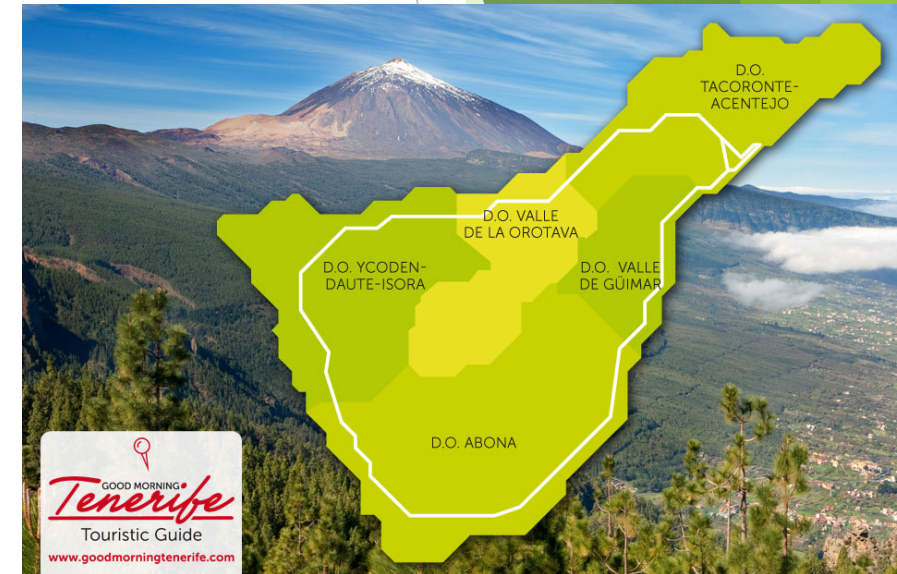 D.O.
TACORONTE-
ACENTEJO
D.O. VALLE
DE LA OROTAVA
D.O. YCODEN-
DAUTE-ISORA
D.O. VALLE
DE GÜIMAR
D.O. ABONA
GOOD MORNING
Tenerife
Touristic Guide
www.goodmorningtenerife.com